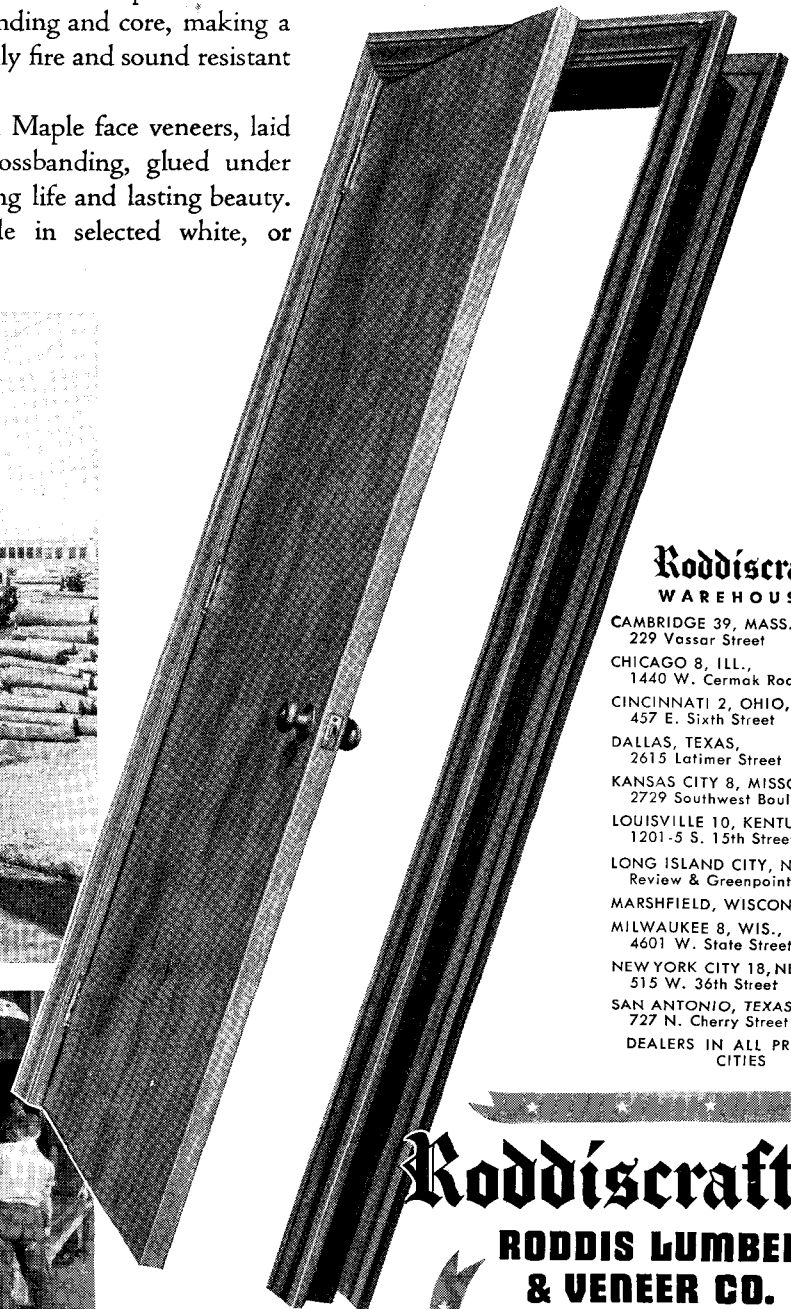 nding and core, making a
ly fire and sound resistant
Maple face veneers, laid
ossbanding, glued under
ng life and lasting beauty.
le in selected white, or
Roddiscra
WAREHOUS
CAMBRIDGE 39, MASS.
229 Vassar Street
CHICAGO 8, ILL.,
1440 W. Cermak Roa
CINCINNATI 2, OHIO,
457 E. Sixth Street
DALLAS, TEXAS,
2615 Latimer Street
KANSAS CITY 8, MISSO
2729 Southwest Boul
LOUISVILLE 10, KENTU
1201-5 S. 15th Stree
LONG ISLAND CITY, N
Review & Greenpoint
MARSHFIELD, WISCON
MILWAUKEE 8, WIS.,
4601 W. State Street
NEW YORK CITY 18, NE
515 W. 36th Street
SAN ANTONIO, TEXAS
727 N. Cherry Street
DEALERS IN ALL PR
CITIES
Roddiscraft
RODDIS LUMBE
& VENEER CO.